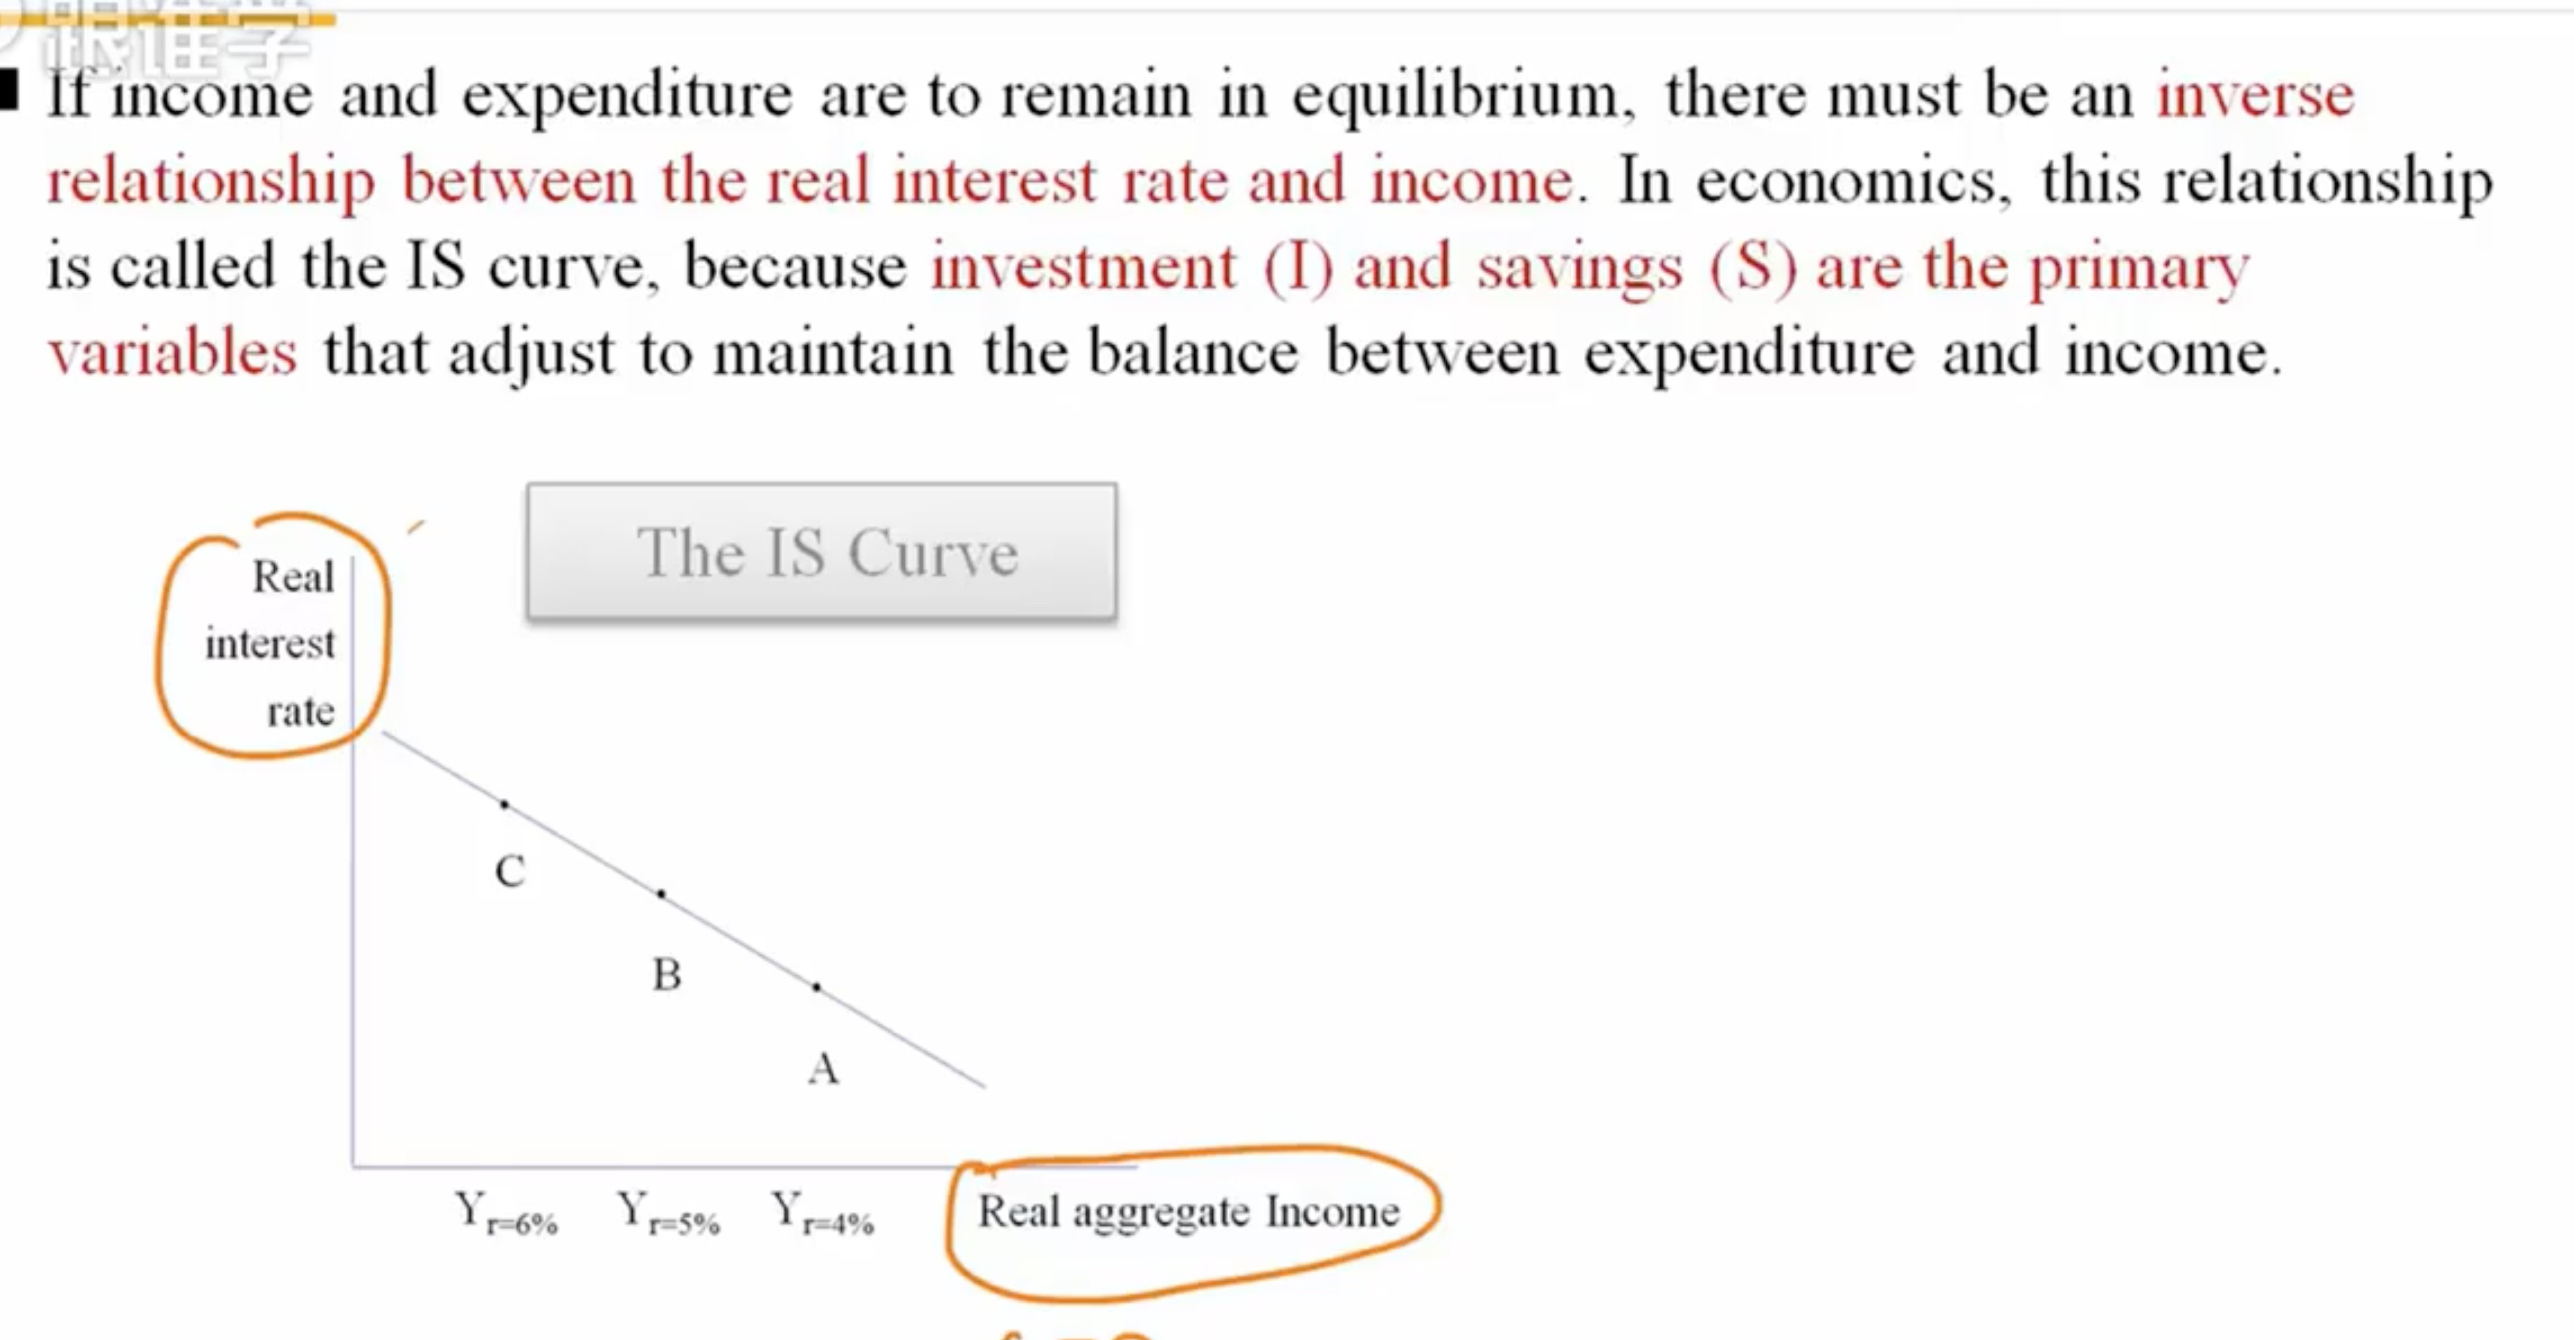 跟谁学
If income and expenditure are to remain in equilibrium, there must be an inverse
relationship between the real interest rate and income. In economics, this relationship
is called the IS curve, because investment (I) and savings (S) are the primary
variables that adjust to maintain the balance between expenditure and income.
The IS Curve
Real
interest
rate
C
B
A
Y r=6% Y r=5% Y r=4% Real aggregate Income